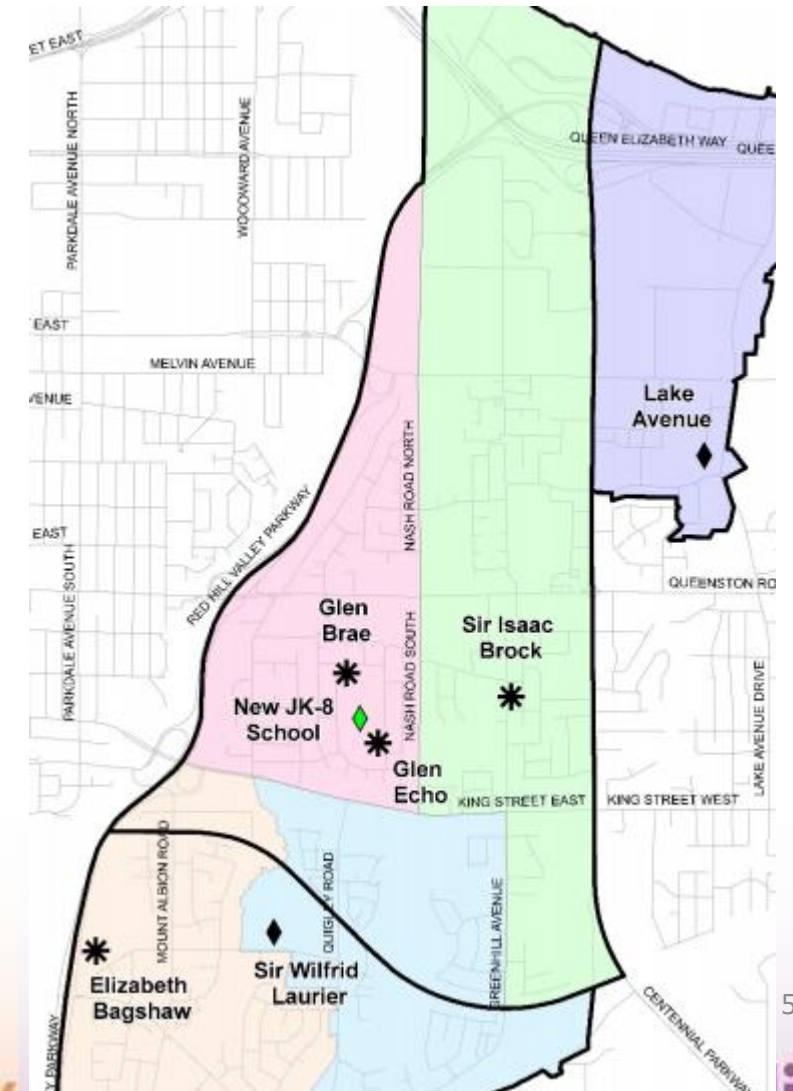 ET EAST
PARKDALE AVENUE NORTH
WOODWARD AVENUE
QUEEN ELIZABETH WAY
QUEE
EAST
MELVIN AVENUE
VENUE
Lake
Avenue
NASH ROAD NORTH
RED HILL VALLEY PARKWAY
EAST
PARKDALE AVENUE SOUTH
QUEENSTON RO
Glen
Brae
NASH ROAD SOUTH
Sir Isaac
Brock
New JK-8
School
LAKE AVENUE DRIVE
Glen
Echo
KING STREET EAST
KING STREET WEST
MOUNT ALBION ROAD
QUIGLEY ROAD
GREENHILL AVENUE
Elizabeth
Bagshaw
Sir Wilfrid
Laurier
CENTENNIAL PARKWAY
5
Y PARKWAY